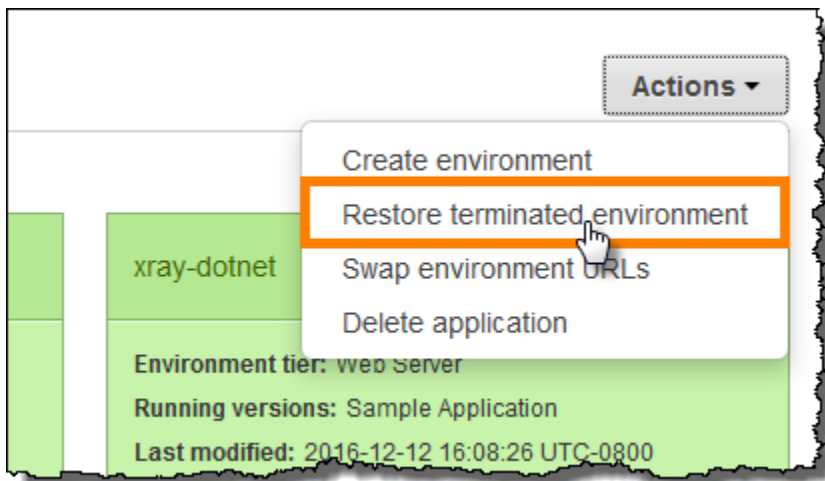 Actions
Create environment
Restore terminated environment
Swap environment URLs
Delete application
xray-dotnet
Environment tier: Web Server
Running versions: Sample Application
Last modified: 2016-12-12 16:08:26 UTC-0800